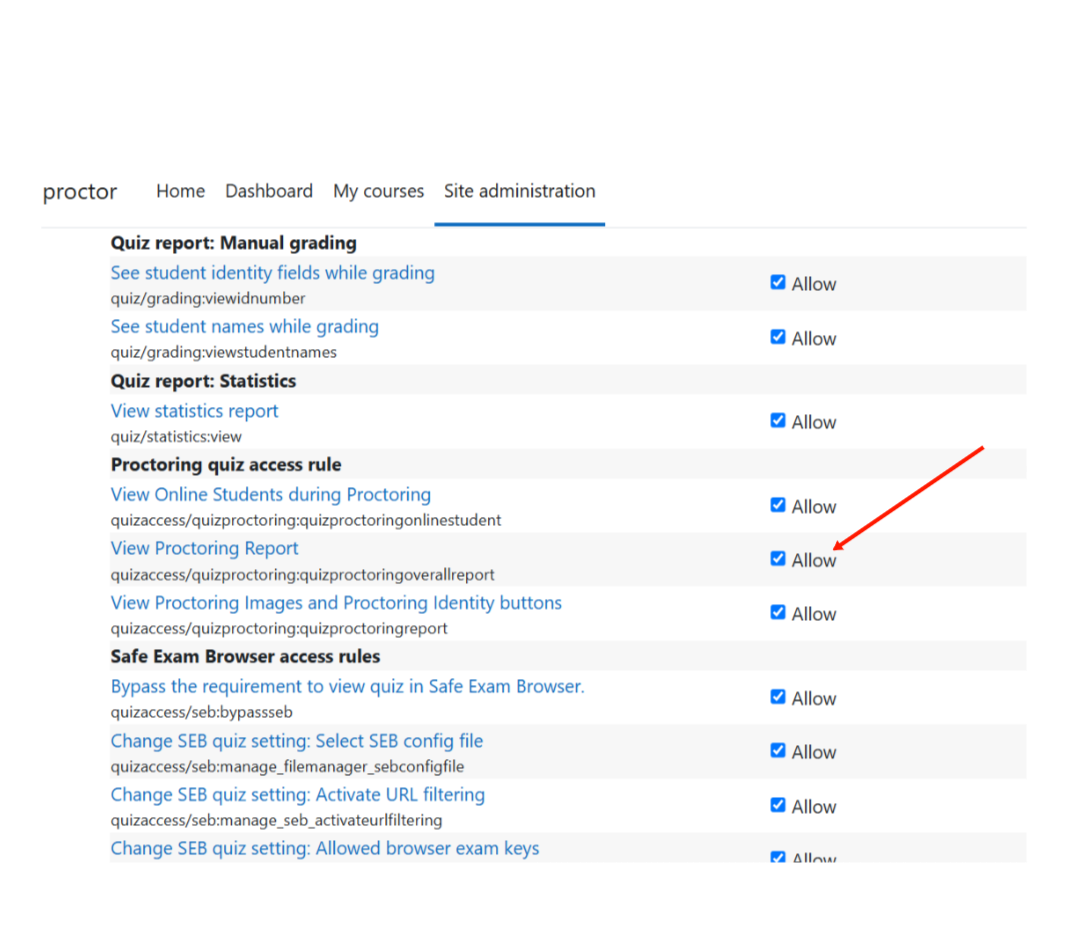 proctor Home Dashboard My courses Site administration
Quiz report: Manual grading
See student identity fields while grading
quiz/grading:viewidnumber
Allow
See student names while grading
quiz/grading:viewstudentnames
Allow
Quiz report: Statistics
View statistics report
quiz/statistics:view
Allow
Proctoring quiz access rule
View Online Students during Proctoring
quizaccess/quizproctoring:quizproctoringonlinestudent
Allow
View Proctoring Report
quizaccess/quizproctoring:quizproctoringoverallreport
Allow
View Proctoring Images and Proctoring Identity buttons
quizaccess/quizproctoring:quizproctoringreport
Allow
Safe Exam Browser access rules
Bypass the requirement to view quiz in Safe Exam Browser.
quizaccess/seb:bypassseb
Allow
Change SEB quiz setting: Select SEB config file
quizaccess/seb:manage_filemanager_sebconfigfile
Allow
Change SEB quiz setting: Activate URL filtering
quizaccess/seb:manage_seb_activateurlfiltering
Allow
Change SEB quiz setting: Allowed browser exam keys
Allow